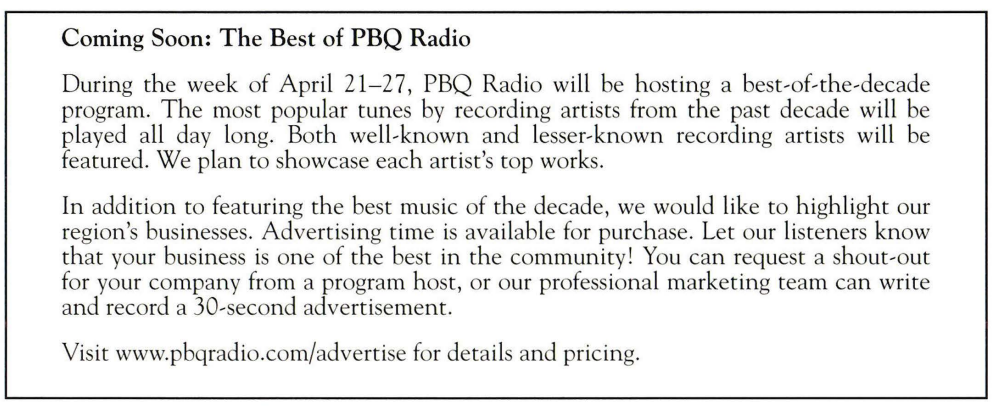 Coming Soon: The Best of PBQ Radio
During the week of April 21–27, PBQ Radio will be hosting a best-of-the-decade
program. The most popular tunes by recording artists from the past decade will be
played all day long. Both well-known and lesser-known recording artists will be
featured. We plan to showcase each artist's top works.
In addition to featuring the best music of the decade, we would like to highlight our
region's businesses. Advertising time is available for purchase. Let our listeners know
that your business is one of the best in the community! You can request a shout-out
for your company from a program host, or our professional marketing team can write
and record a 30-second advertisement.
Visit www.pbqradio.com/advertise for details and pricing.